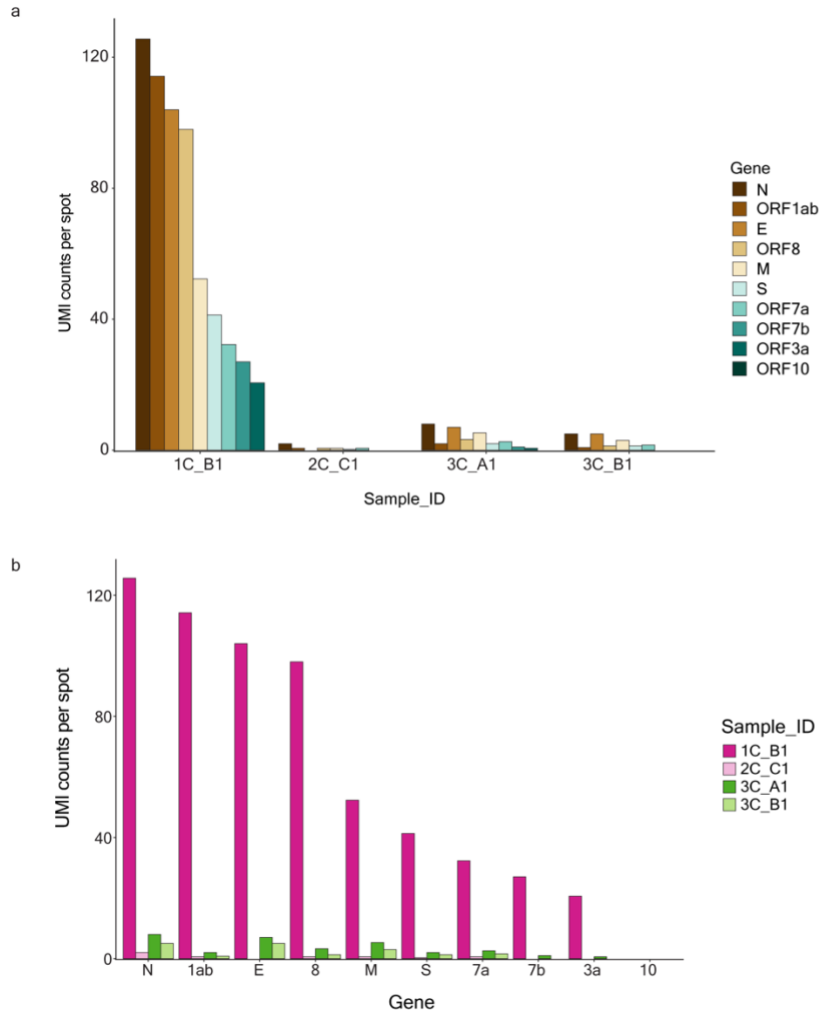 a
120
80
40
0
UMI counts per spot
1C_B1 2C_C1 3C_A1 3C_B1
Sample_ID
Gene
N
ORF1ab
E
ORF8
M
S
ORF7a
ORF7b
ORF3a
ORF10
b
120
80
40
0
UMI counts per spot
N 1ab E 8 M S 7a 7b 3a 10
Gene
Sample_ID
1C_B1
2C_C1
3C_A1
3C_B1